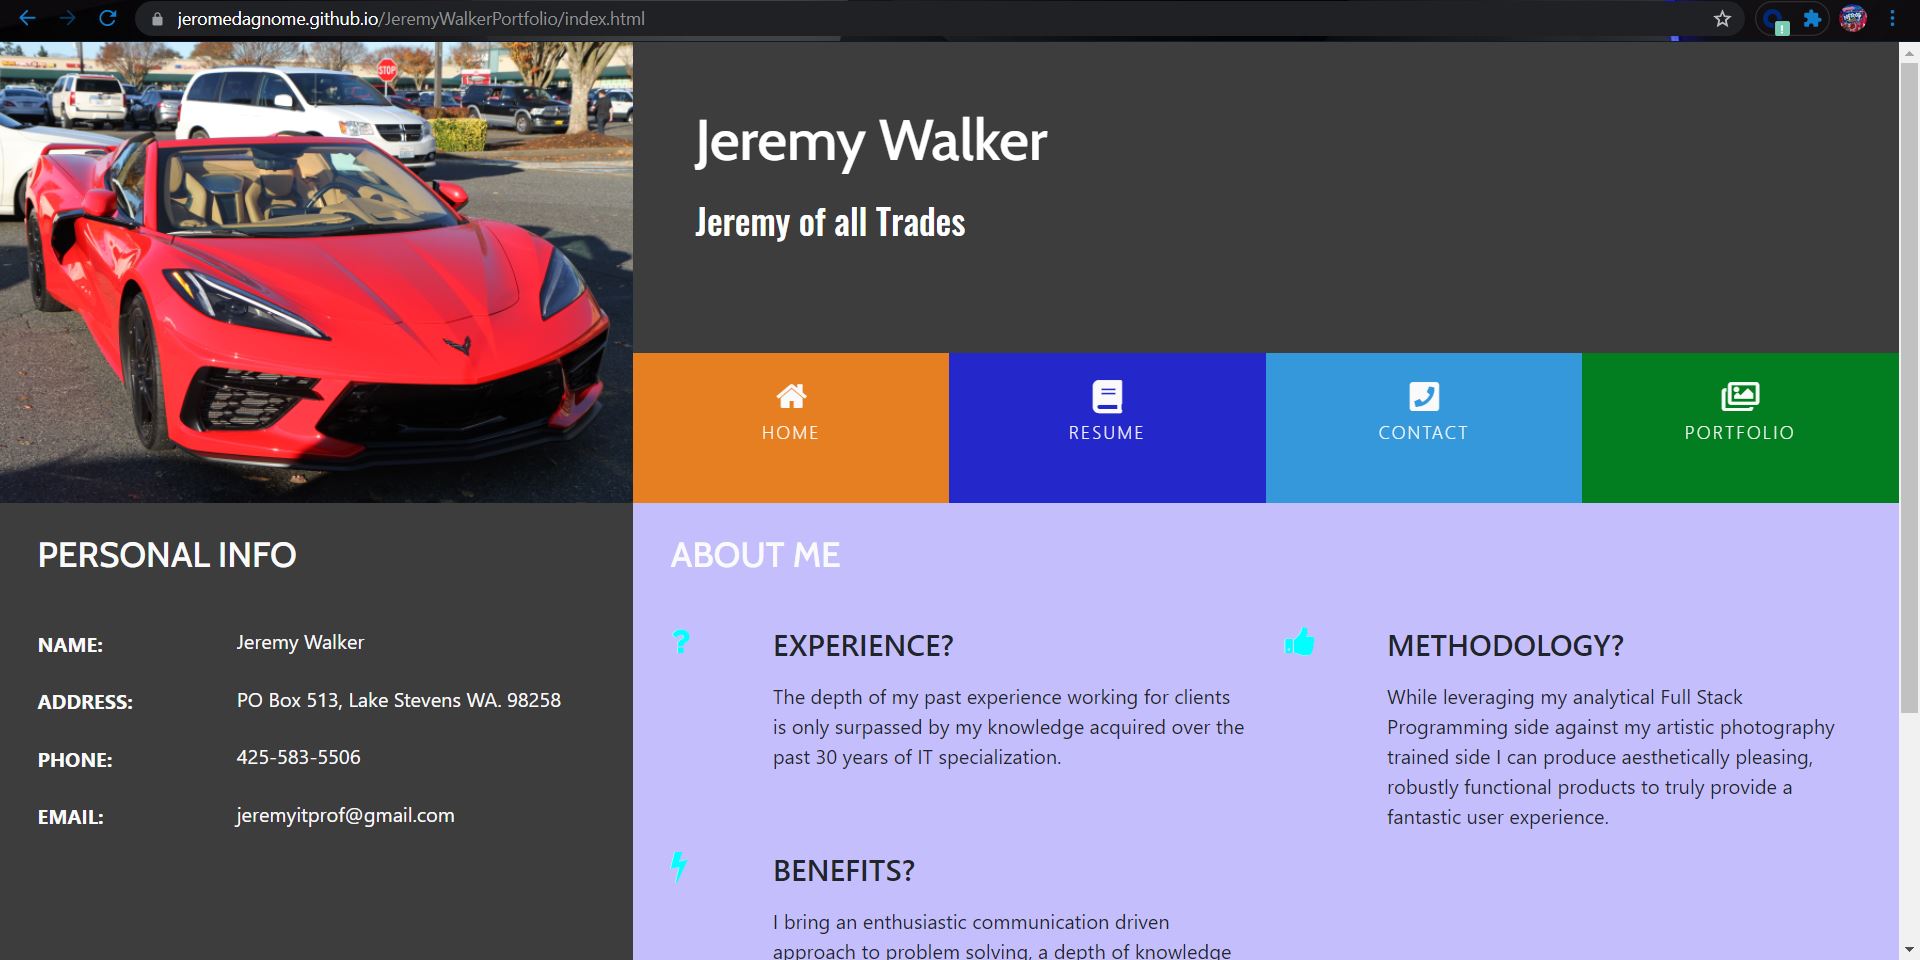 jeromedagnome.github.io/JeremyWalkerPortfolio/index.html
STOP
Jeremy Walker
Jeremy of all Trades
HOME
RESUME
CONTACT
PORTFOLIO
PERSONAL INFO
NAME: Jeremy Walker
ADDRESS: PO Box 513, Lake Stevens WA. 98258
PHONE: 425-583-5506
EMAIL: jeremyitprof@gmail.com
ABOUT ME
EXPERIENCE?
The depth of my past experience working for clients
is only surpassed by my knowledge acquired over the
past 30 years of IT specialization.
METHODOLOGY?
While leveraging my analytical Full Stack
Programming side against my artistic photography
trained side I can produce aesthetically pleasing,
robustly functional products to truly provide a
fantastic user experience.
BENEFITS?
I bring an enthusiastic communication driven
approach to problem solving, a depth of knowledge